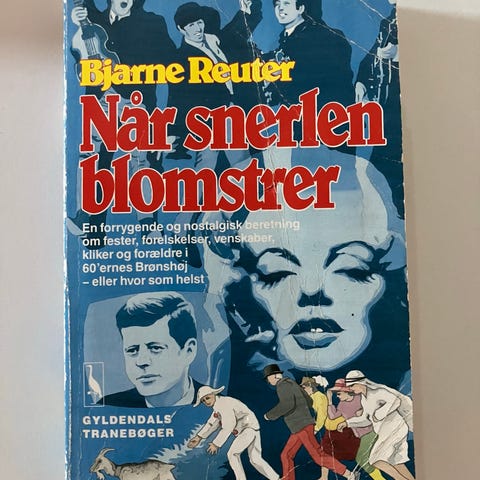 Bjarne Reuter
Når snerlen
blomstrer
En forrygende og nostalgisk beretning
om fester, forelskelser, venskaber,
kliker og forældre i
60'ernes Brønshøj
– eller hvor som helst
GYLDENDALS
TRANEBØGER